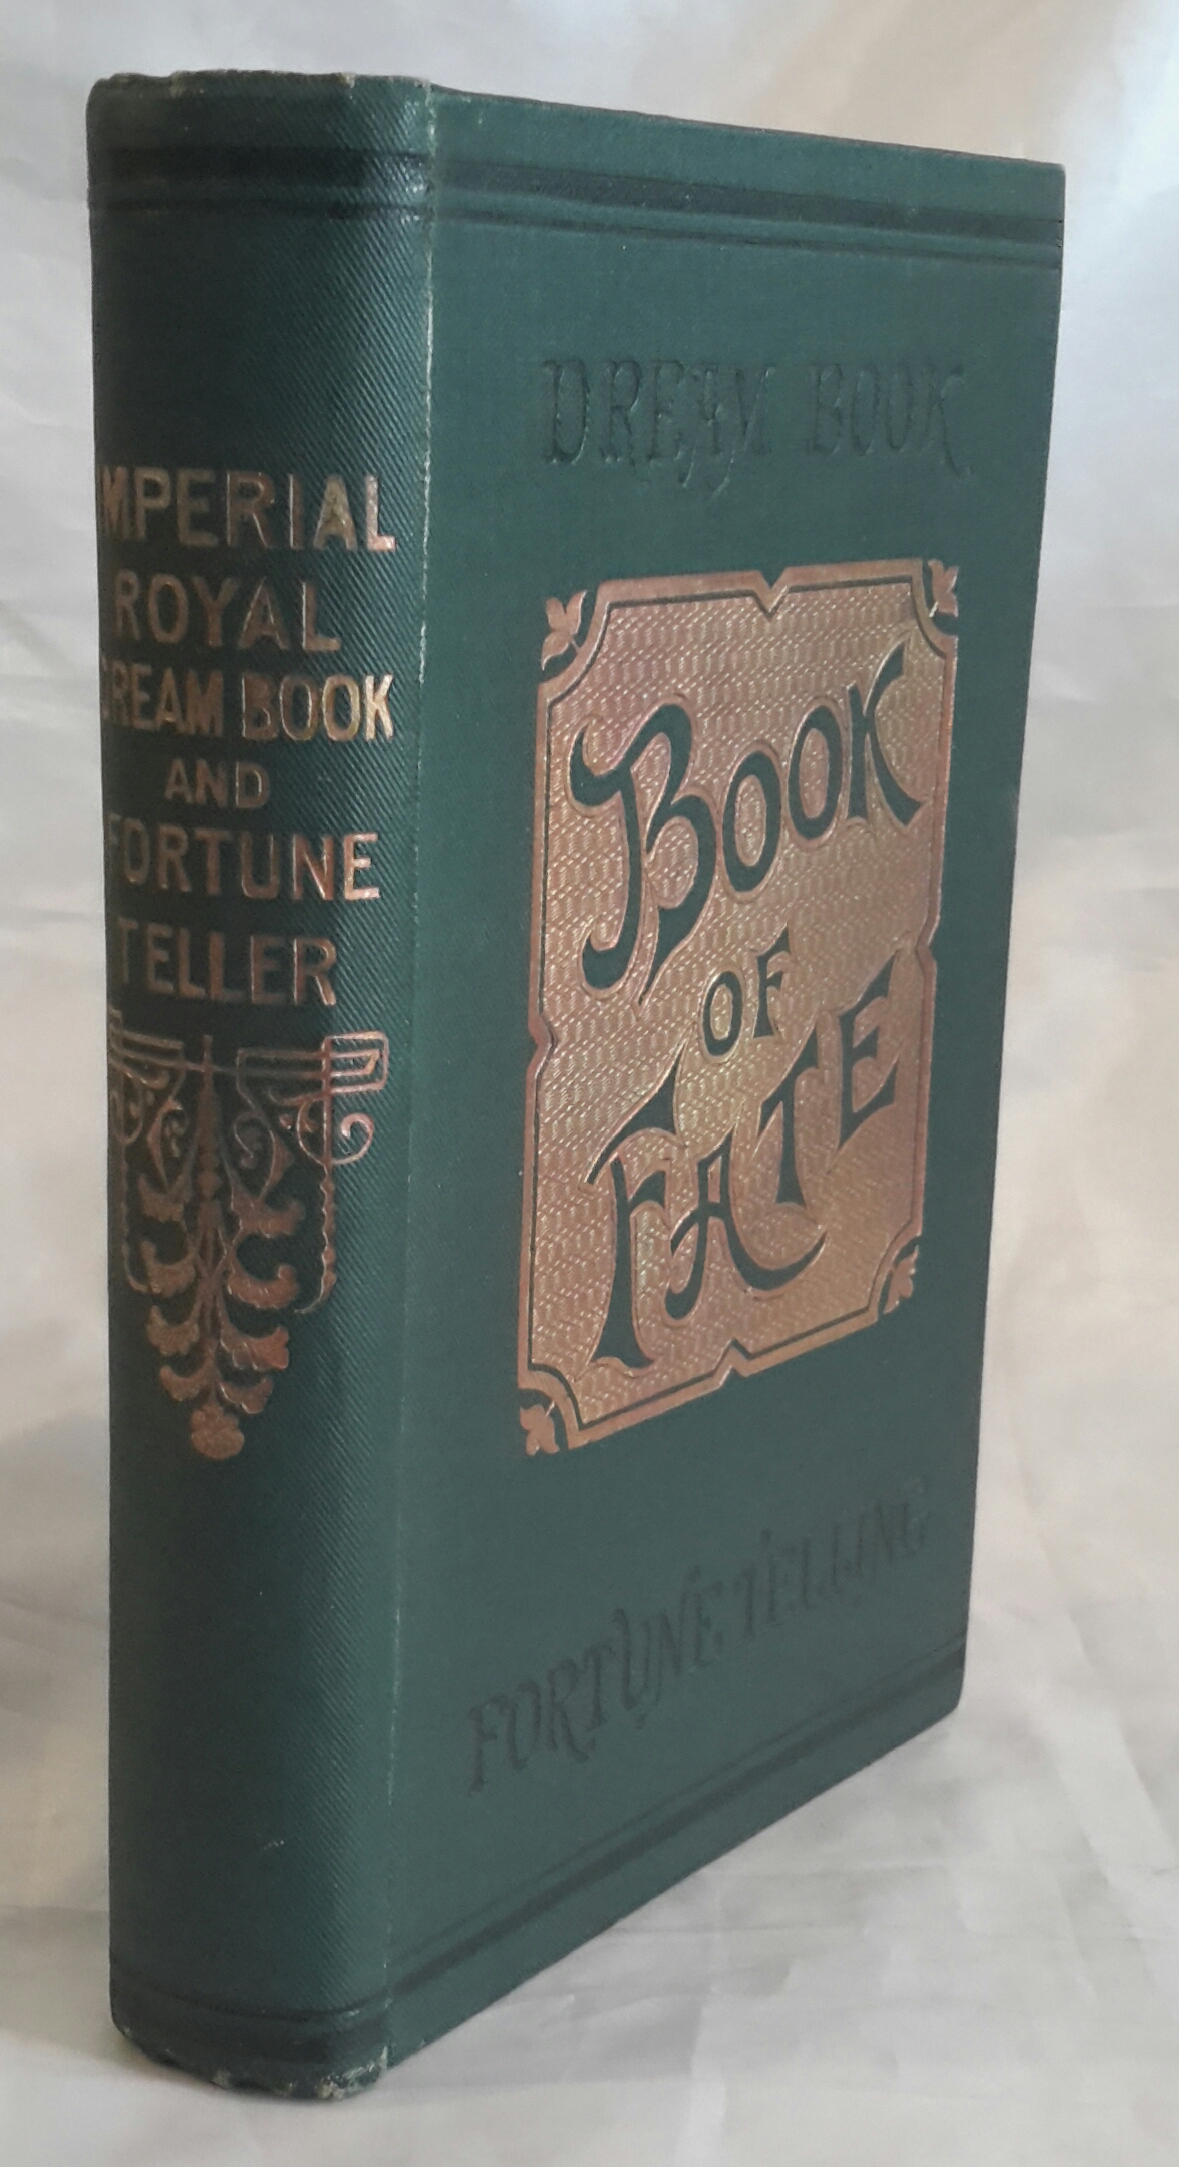 IMPERIAL
ROYAL
DREAM BOOK
AND
FORTUNE
TELLER
DREAM BOOK
BOOK
OF
FATE
FORTUNE TELLING